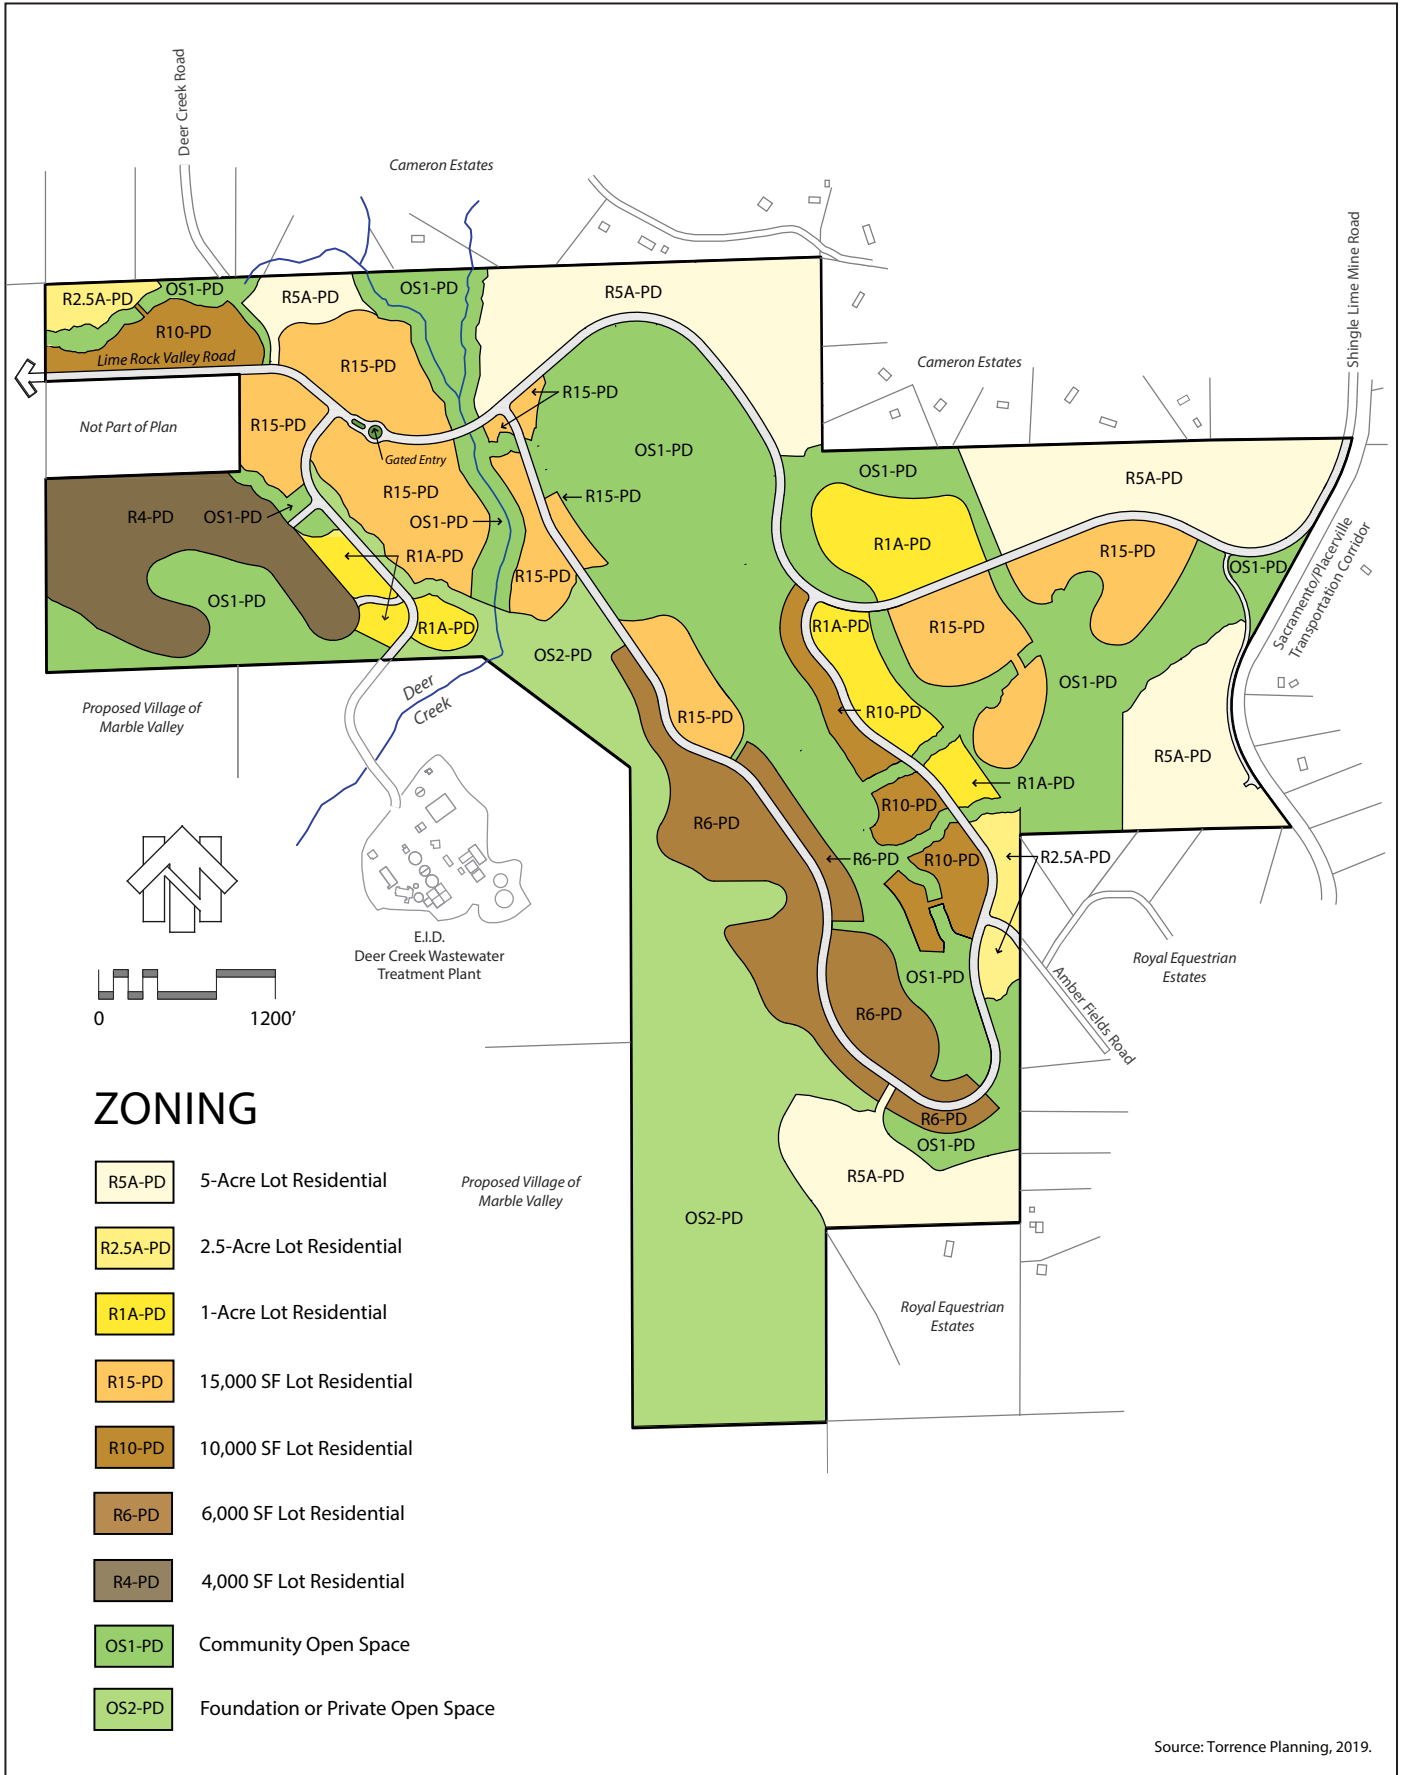 Deer Creek Road
Cameron Estates
Shingle Lime Mine Road
R2.5A-PD
OS1-PD
R5A-PD
OS1-PD
R5A-PD
R10-PD
Lime Rock Valley Road
R15-PD
Cameron Estates
R15-PD
Not Part of Plan
R15-PD
Gated Entry
OS1-PD
OS1-PD
R5A-PD
R15-PD
R15-PD
R4-PD
OS1-PD
OS1-PD
Sacramento/Placerville
Transportation Corridor
R1A-PD
R1A-PD
R15-PD
OS1-PD
R15-PD
OS1-PD
R1A-PD
R1A-PD
R15-PD
OS2-PD
Deer
Creek
OS1-PD
Proposed Village of
Marble Valley
R15-PD
R10-PD
R5A-PD
R1A-PD
R10-PD
R6-PD
R6-PD
R10-PD
R2.5A-PD
E.I.D.
Deer Creek Wastewater
Treatment Plant
OS1-PD
Royal Equestrian
Estates
Amber Fields Road
R6-PD
0 1200'
R6-PD
OS1-PD
R5A-PD
Proposed Village of
Marble Valley
OS2-PD
Royal Equestrian
Estates
ZONING
R5A-PD 5-Acre Lot Residential
R2.5A-PD 2.5-Acre Lot Residential
R1A-PD 1-Acre Lot Residential
R15-PD 15,000 SF Lot Residential
R10-PD 10,000 SF Lot Residential
R6-PD 6,000 SF Lot Residential
R4-PD 4,000 SF Lot Residential
OS1-PD Community Open Space
OS2-PD Foundation or Private Open Space
Source: Torrence Planning, 2019.